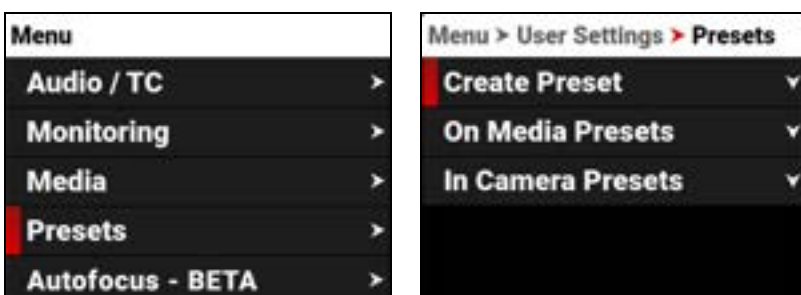 Menu
Audio / TC
Monitoring
Media
Presets
Autofocus - BETA
Menu > User Settings > Presets
Create Preset
On Media Presets
In Camera Presets